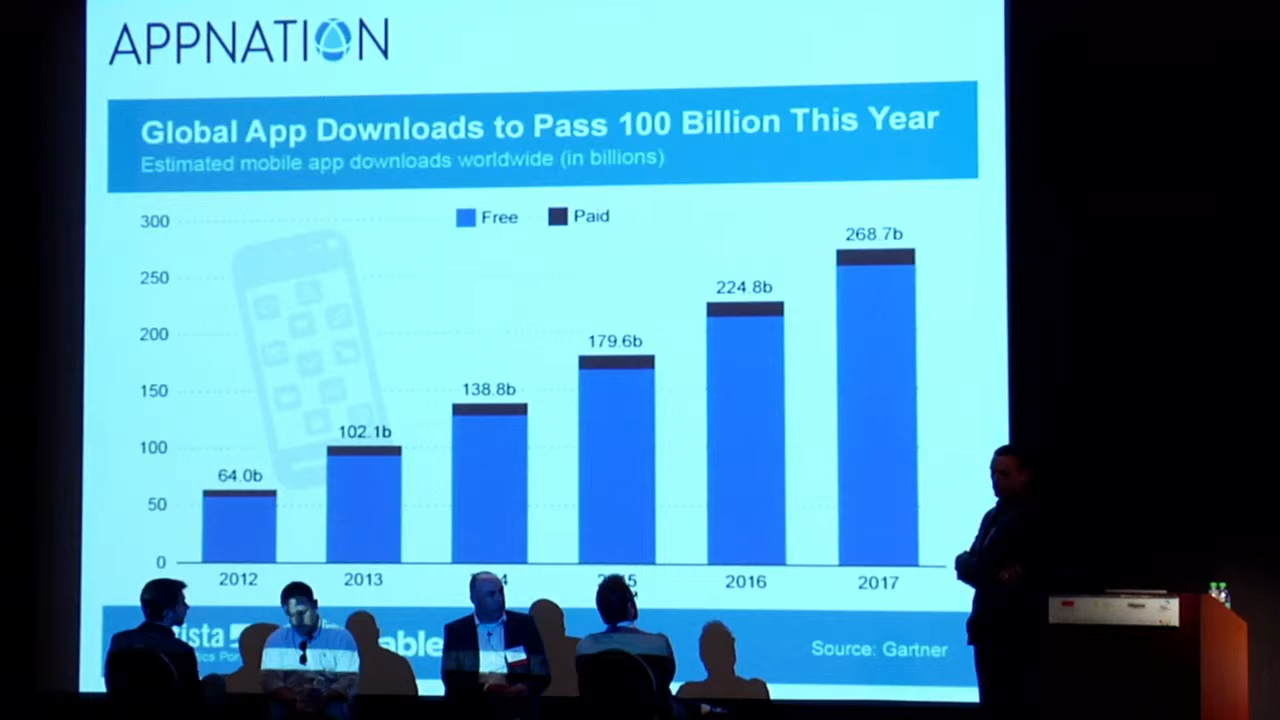 APPNATION
Global App Downloads to Pass 100 Billion This Year
Estimated mobile app downloads worldwide (in billions)
Free
Paid
300
250
200
150
100
50
0
64.0b
102.1b
138.8b
179.6b
224.8b
268.7b
2012
2013
2016
2017
Source: Gartner